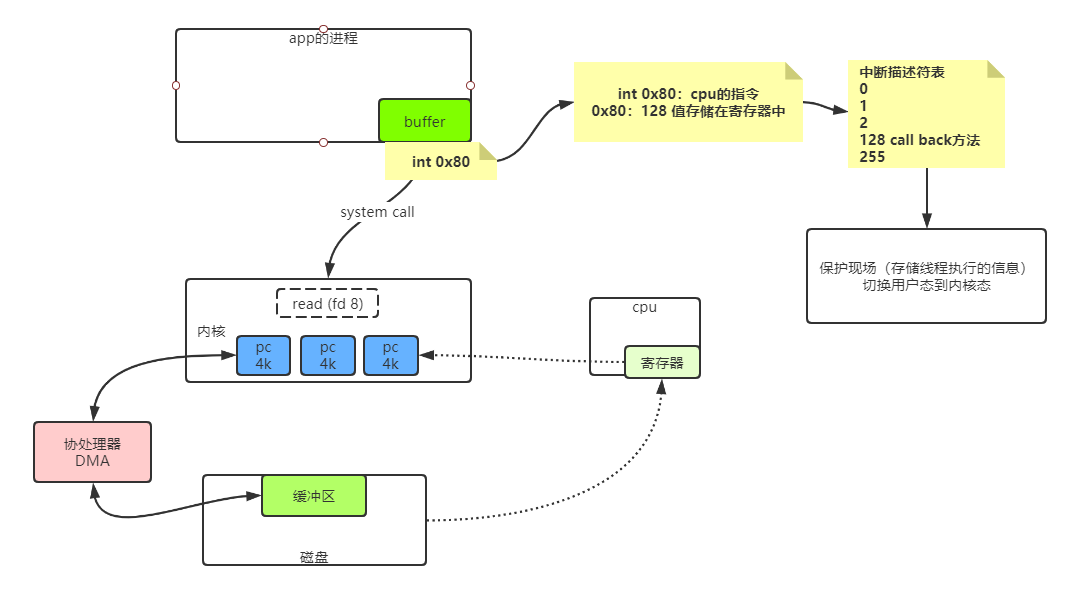 app的进程
buffer
int 0x80
int 0x80：cpu的指令
0x80：128 值存储在寄存器中
中断描述符表
0
1
2
128 call back方法
255
system call
保护现场（存储线程执行的信息）
切换用户态到内核态
read (fd 8)
内核
pc
4k
pc
4k
pc
4k
cpu
寄存器
协处理器
DMA
缓冲区
磁盘